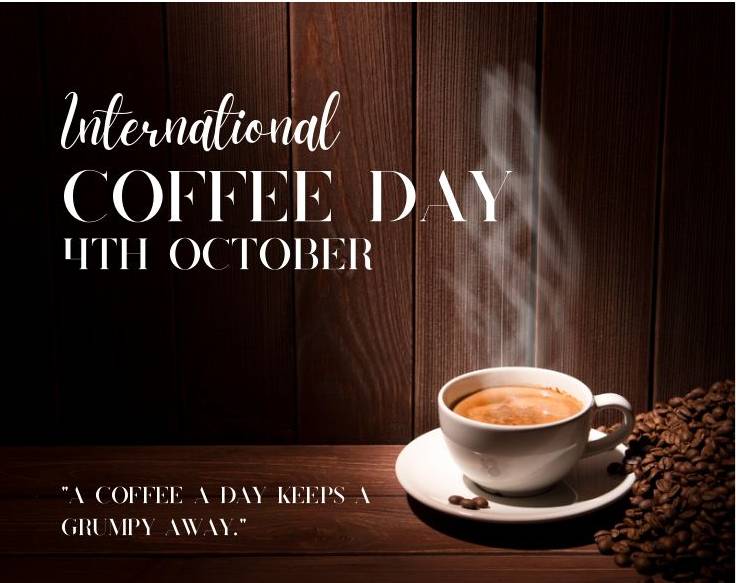 International
COFFEE DAY
4TH OCTOBER
"A COFFEE A DAY KEEPS A
GRUMPY AWAY."